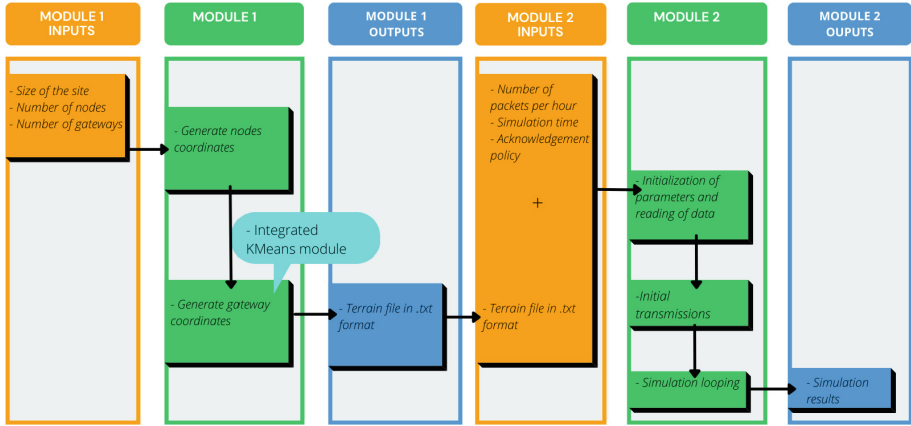 MODULE 1
INPUTS
MODULE 1
MODULE 1
OUTPUTS
MODULE 2
INPUTS
MODULE 2
MODULE 2
OUPUTS
- Size of the site
- Number of nodes
- Number of gateways
- Generate nodes
coordinates
- Integrated
KMeans module
- Generate gateway
coordinates
- Terrain file in .txt
format
- Number of
packets per hour
- Simulation time
- Acknowledgement
policy
+
- Terrain file in .txt
format
- Initialization of
parameters and
reading of data
-Initial
transmissions
- Simulation looping
- Simulation
results